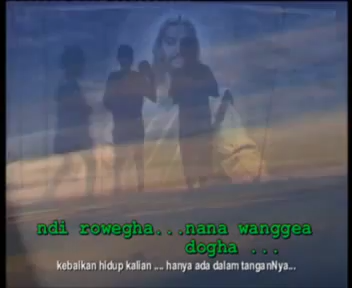 ndi rowegha...nana wanggea
dogha ...
kebaikan hidup kalian .... hanya ada dalam tanganNya...